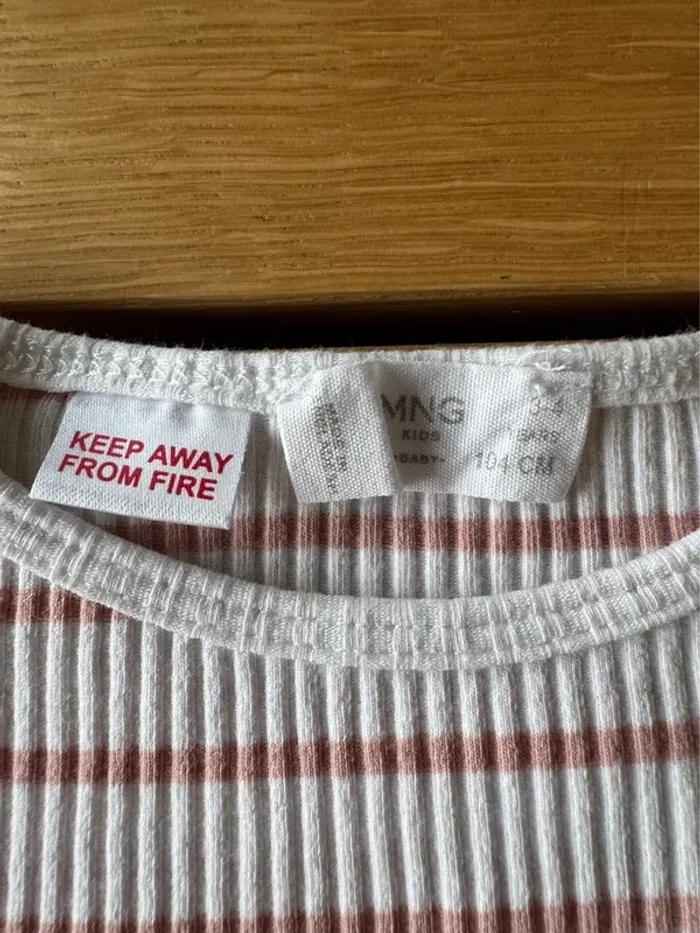 KEEP AWAY
FROM FIRE
MNG
KIDS
-BABY-
104 CM